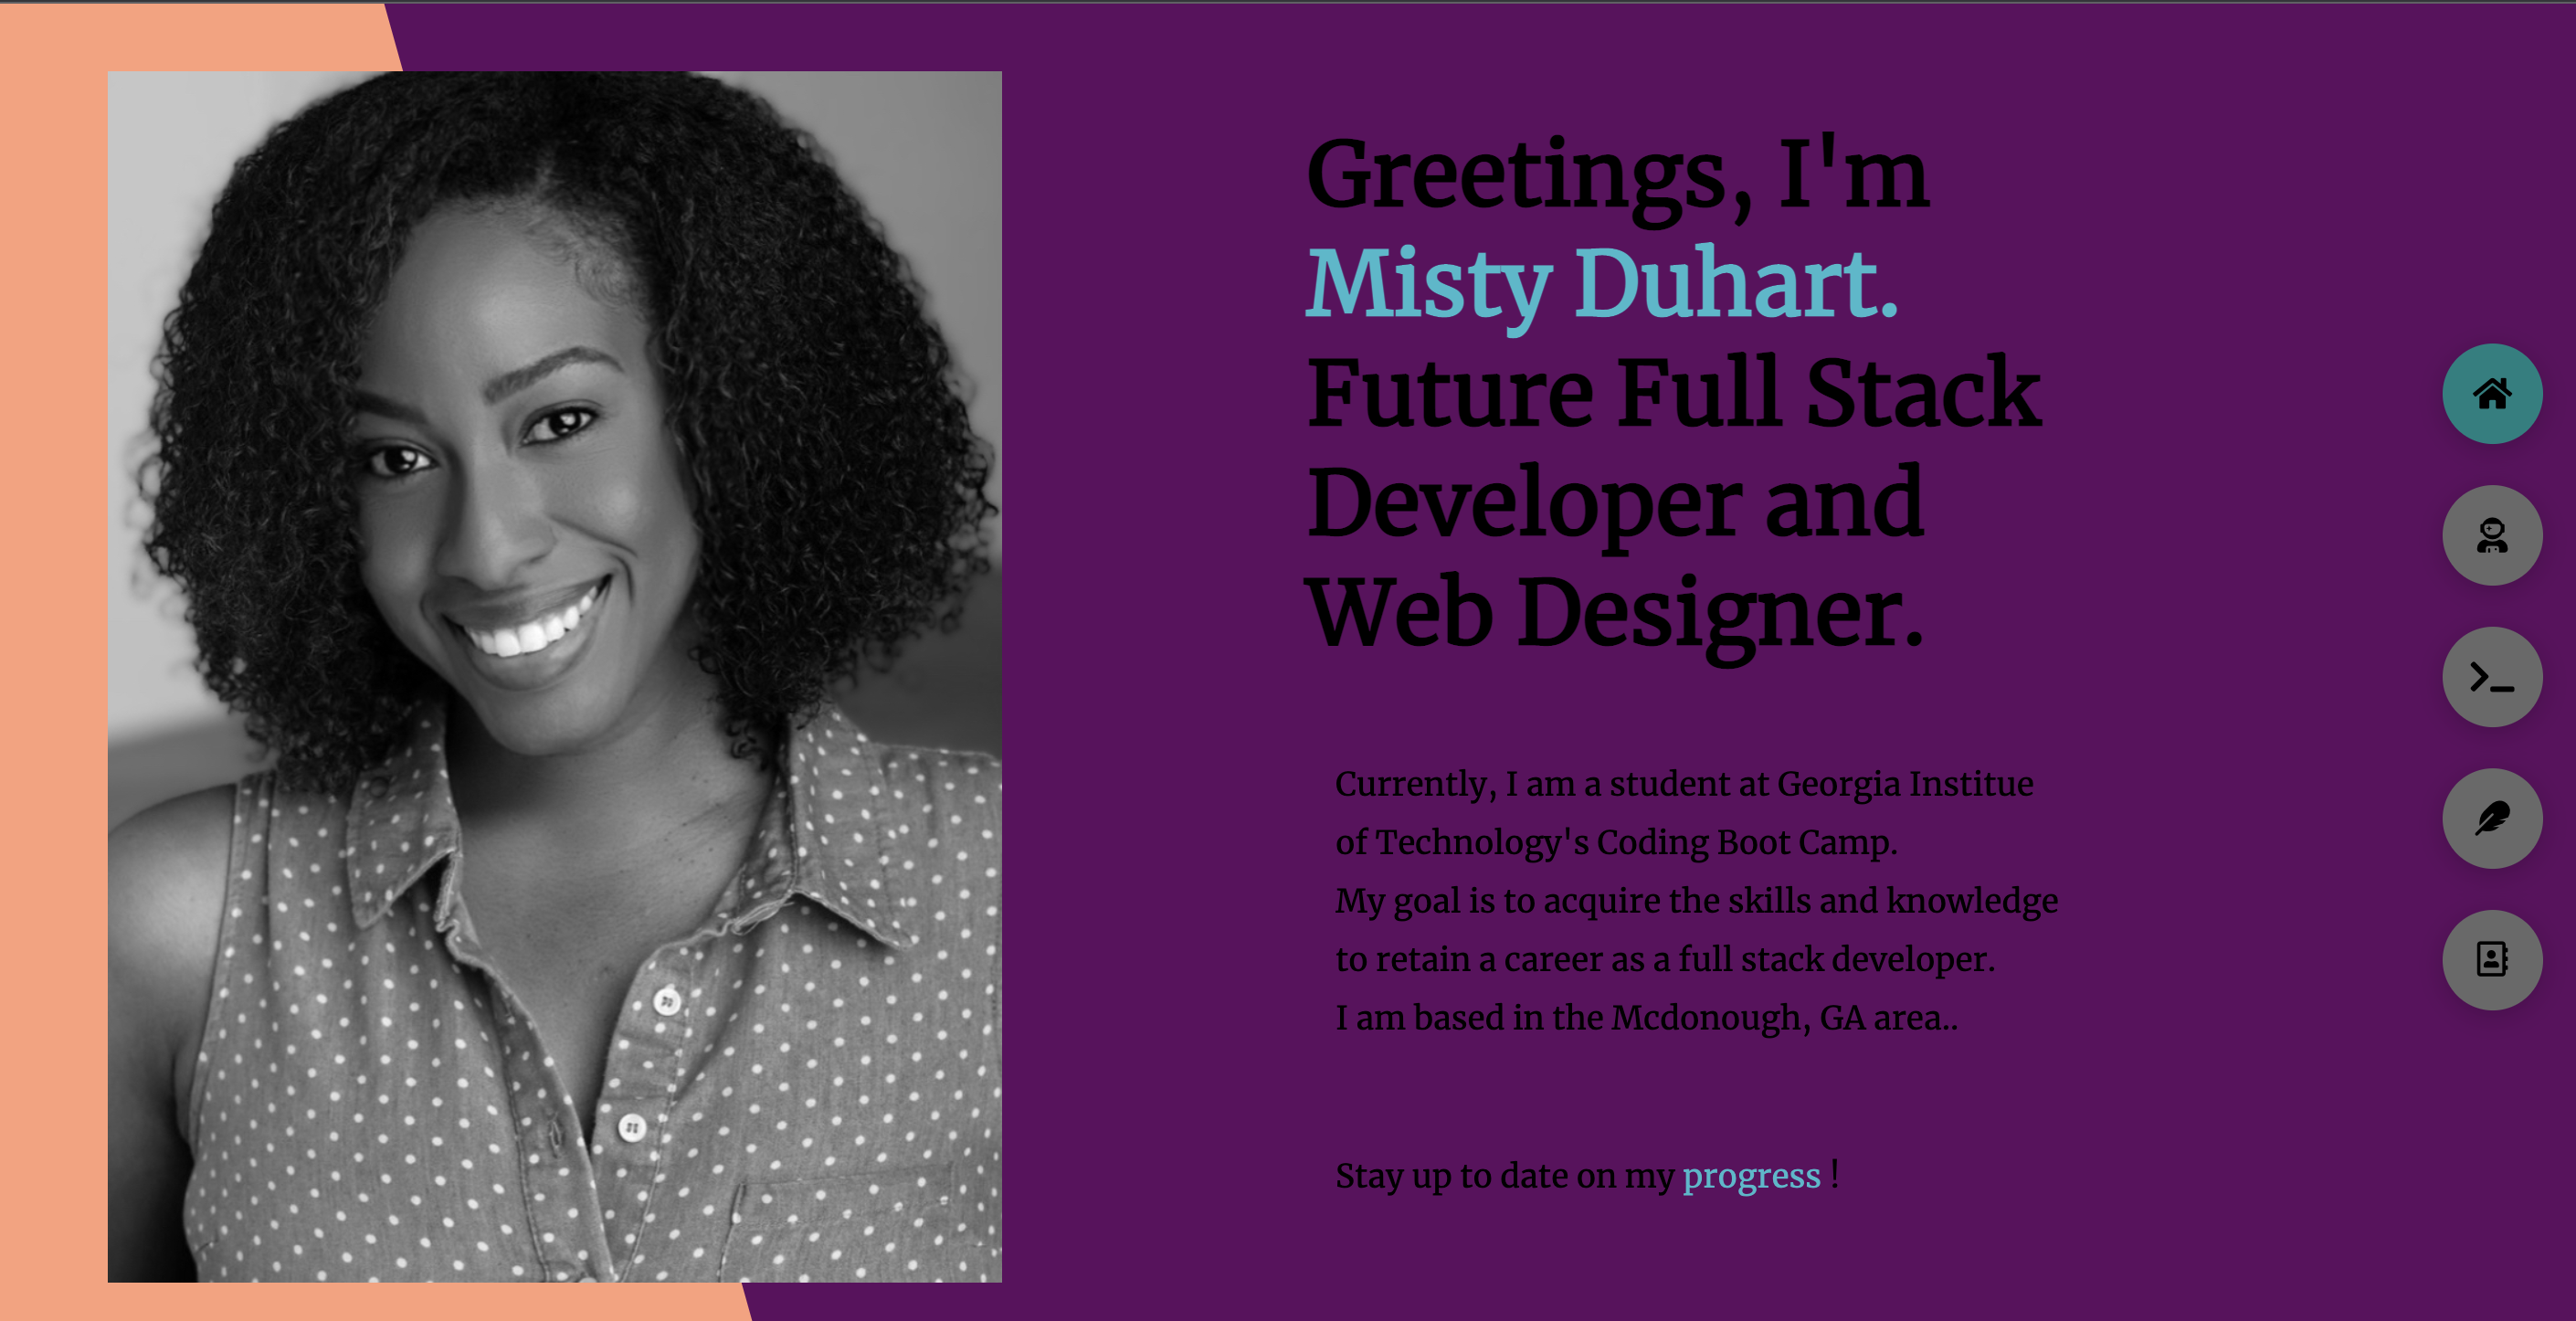 Greetings, I'm
Misty Duhart.
Future Full Stack
Developer and
Web Designer.
Currently, I am a student at Georgia Institue
of Technology's Coding Boot Camp.
My goal is to acquire the skills and knowledge
to retain a career as a full stack developer.
I am based in the Mcdonough, GA area..
Stay up to date on my progress !